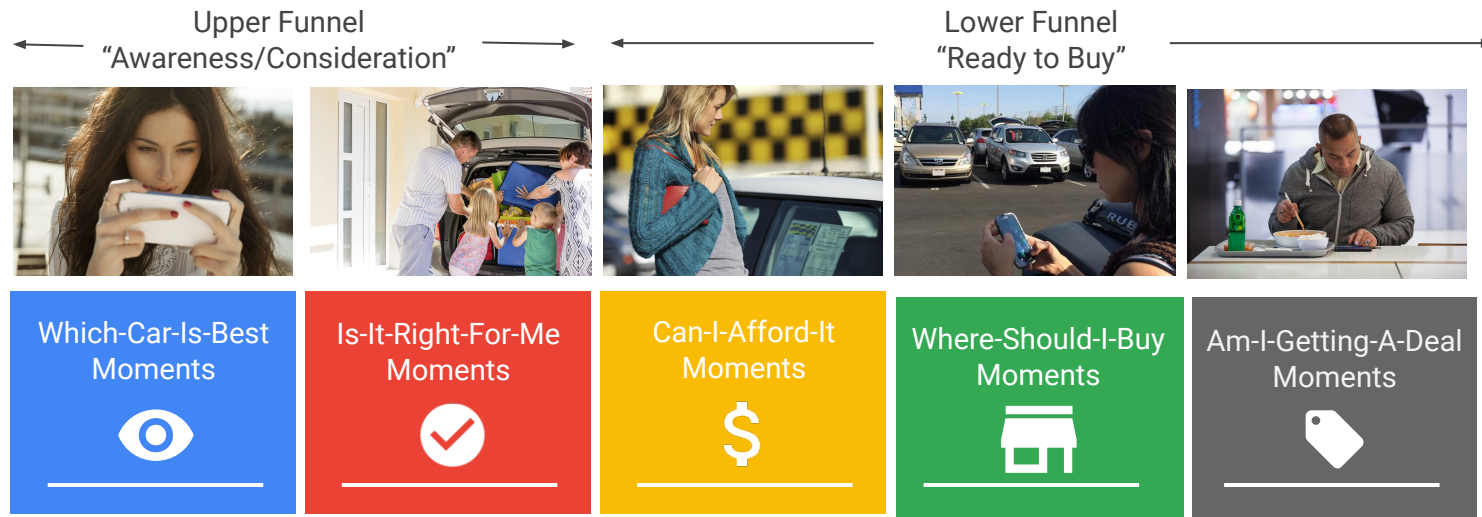 Upper Funnel
“Awareness/Consideration”
Lower Funnel
“Ready to Buy”
RUB
Which-Car-Is-Best
Moments
Is-It-Right-For-Me
Moments
Can-I-Afford-It
Moments
$
Where-Should-I-Buy
Moments
Am-I-Getting-A-Deal
Moments